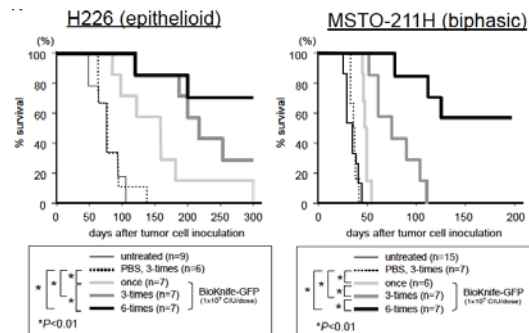 H226 (epithelioid)
MSTO-211H (biphasic)
(%)
100
80
60
40
20
0
% survival
0 50 100 150 200 250 300
days after tumor cell inoculation
(%)
100
80
60
40
20
0
% survival
0 50 100 150 200
days after tumor cell inoculation
untreated (n=9)
PBS, 3-times (n=6)
once (n=7)
3-times (n=7)
6-times (n=7)
BioKnife-GFP
*P<0.01
* * * * *
untreated (n=15)
PBS, 3-times (n=7)
once (n=6)
3-times (n=7)
6-times (n=7)
BioKnife-GFP
*P<0.01